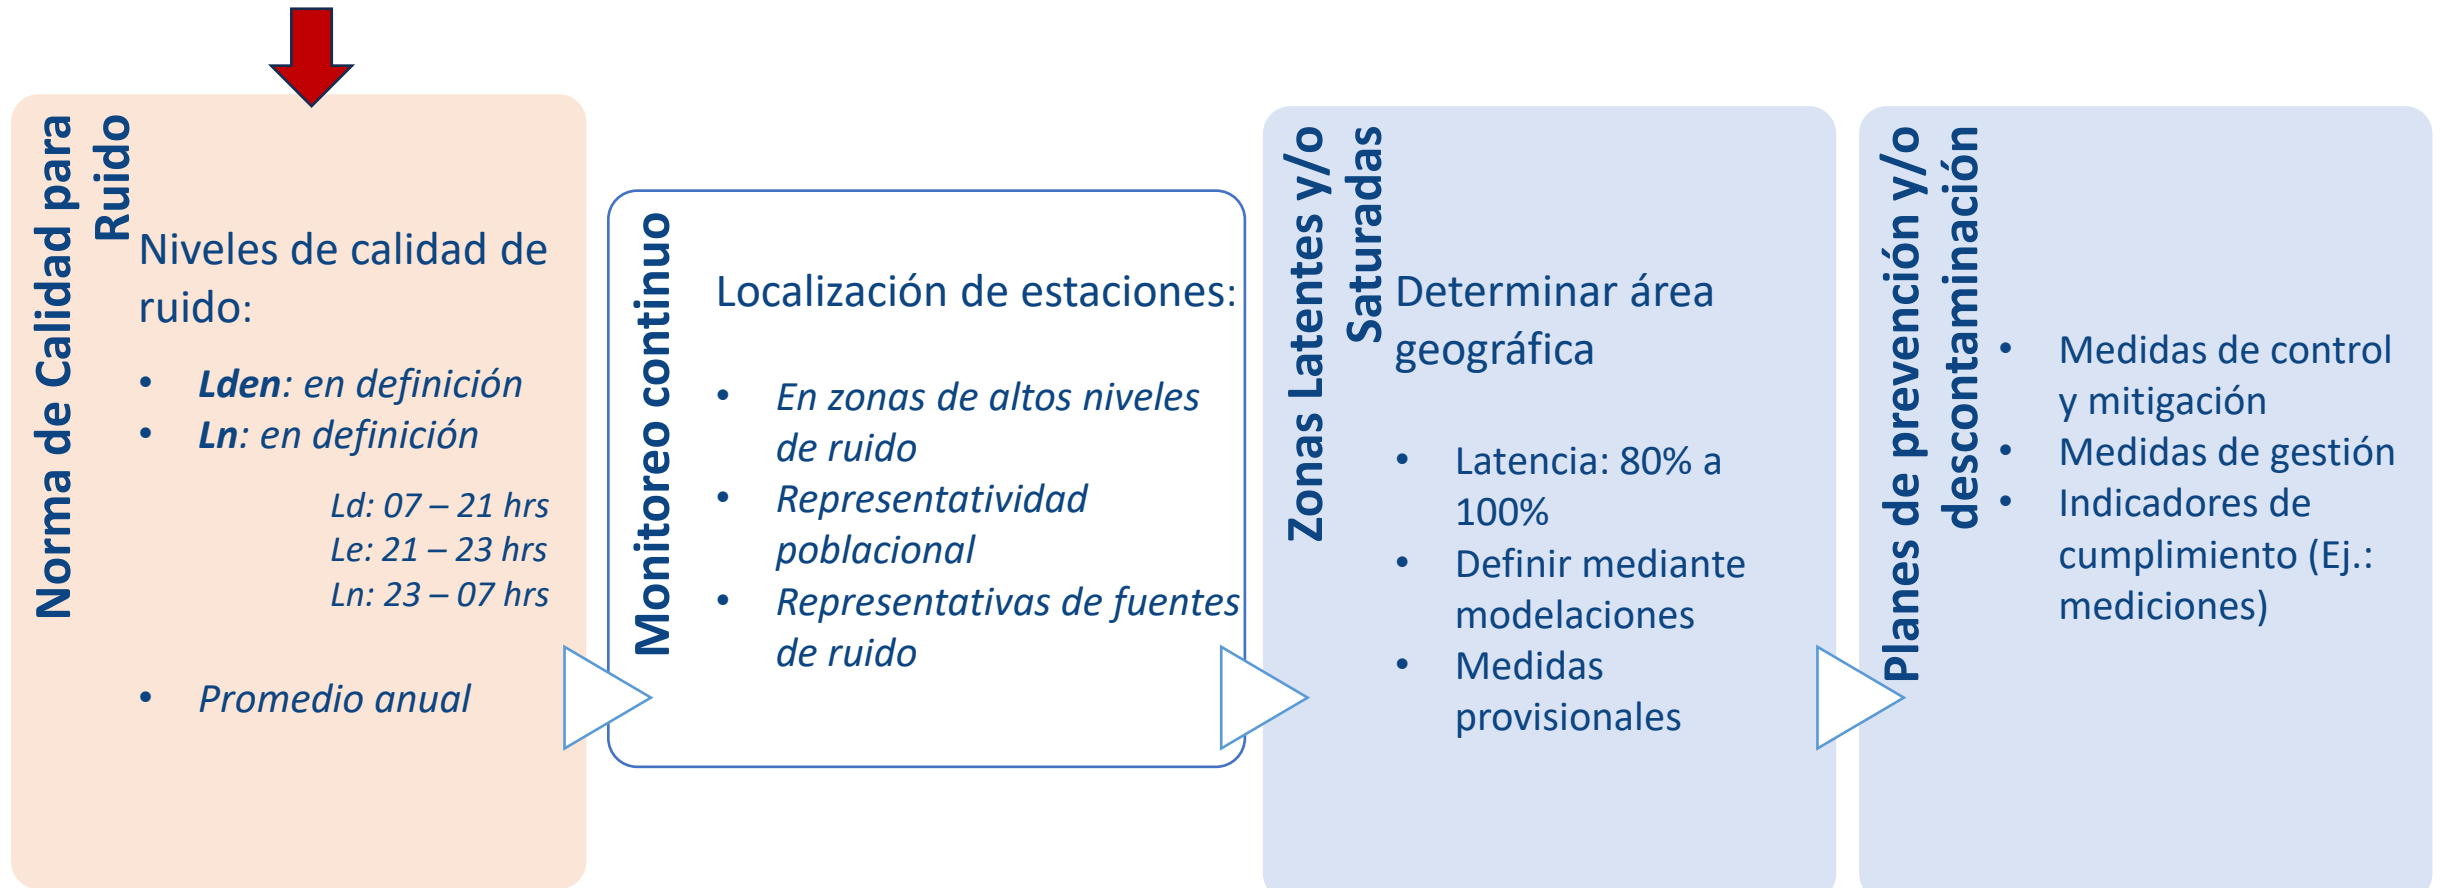 Norma de Calidad para
Ruido
Niveles de calidad de
ruido:
• Lden: en definición
• Ln: en definición
Ld: 07 – 21 hrs
Le: 21 – 23 hrs
Ln: 23 – 07 hrs
• Promedio anual
Monitoreo continuo
Localización de estaciones:
• En zonas de altos niveles
de ruido
• Representatividad
poblacional
• Representativas de fuentes
de ruido
Zonas Latentes y/o
Saturadas
Determinar área
geográfica
• Latencia: 80% a
100%
• Definir mediante
modelaciones
• Medidas
provisionales
Planes de prevención y/o
descontaminación
• Medidas de control
y mitigación
• Medidas de gestión
• Indicadores de
cumplimiento (Ej.:
mediciones)